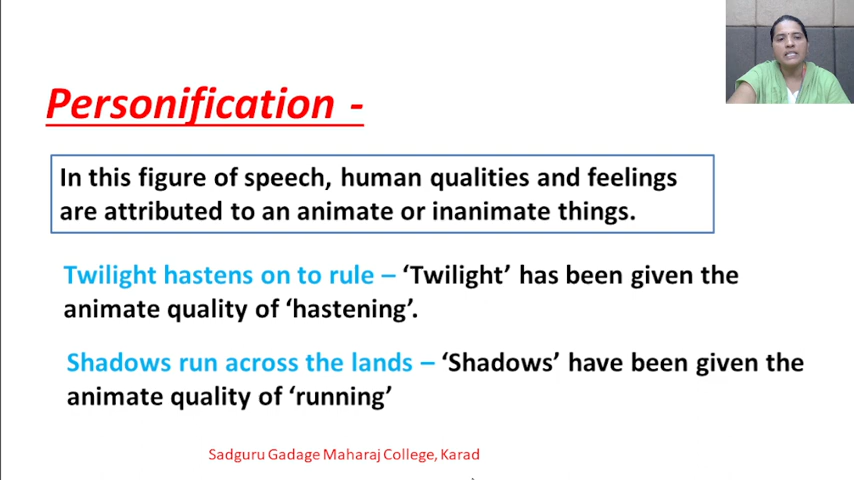 Personification -
In this figure of speech, human qualities and feelings
are attributed to an animate or inanimate things.
Twilight hastens on to rule – ‘Twilight’ has been given the
animate quality of ‘hastening’.
Shadows run across the lands – ‘Shadows’ have been given the
animate quality of ‘running’
Sadguru Gadage Maharaj College, Karad